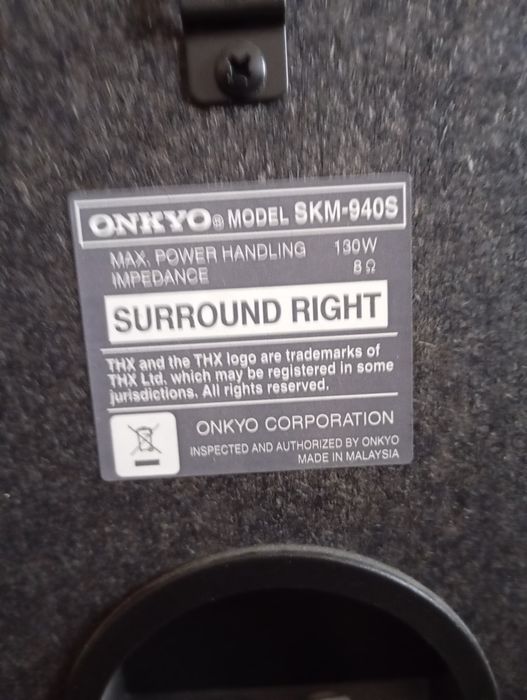 ONKYO® MODEL SKM-940S
MAX. POWER HANDLING 130W
IMPEDANCE 8Ω
SURROUND RIGHT
THX and the THX logo are trademarks of
THX Ltd. which may be registered in some
jurisdictions. All rights reserved.
ONKYO CORPORATION
INSPECTED AND AUTHORIZED BY ONKYO
MADE IN MALAYSIA